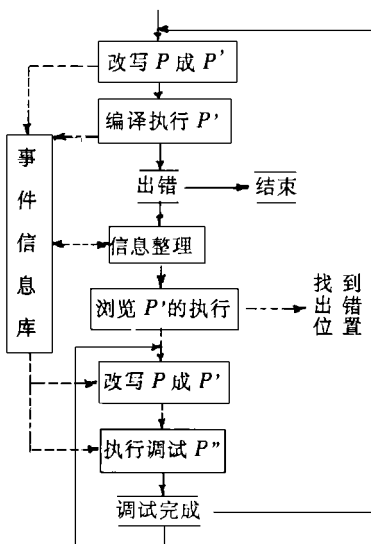 改写 P 成 P'
编译执行 P'
出错
结束
事件信息库
信息整理
浏览 P'的执行
找到
出错
位置
改写 P 成 P'
执行调试 P"
调试完成